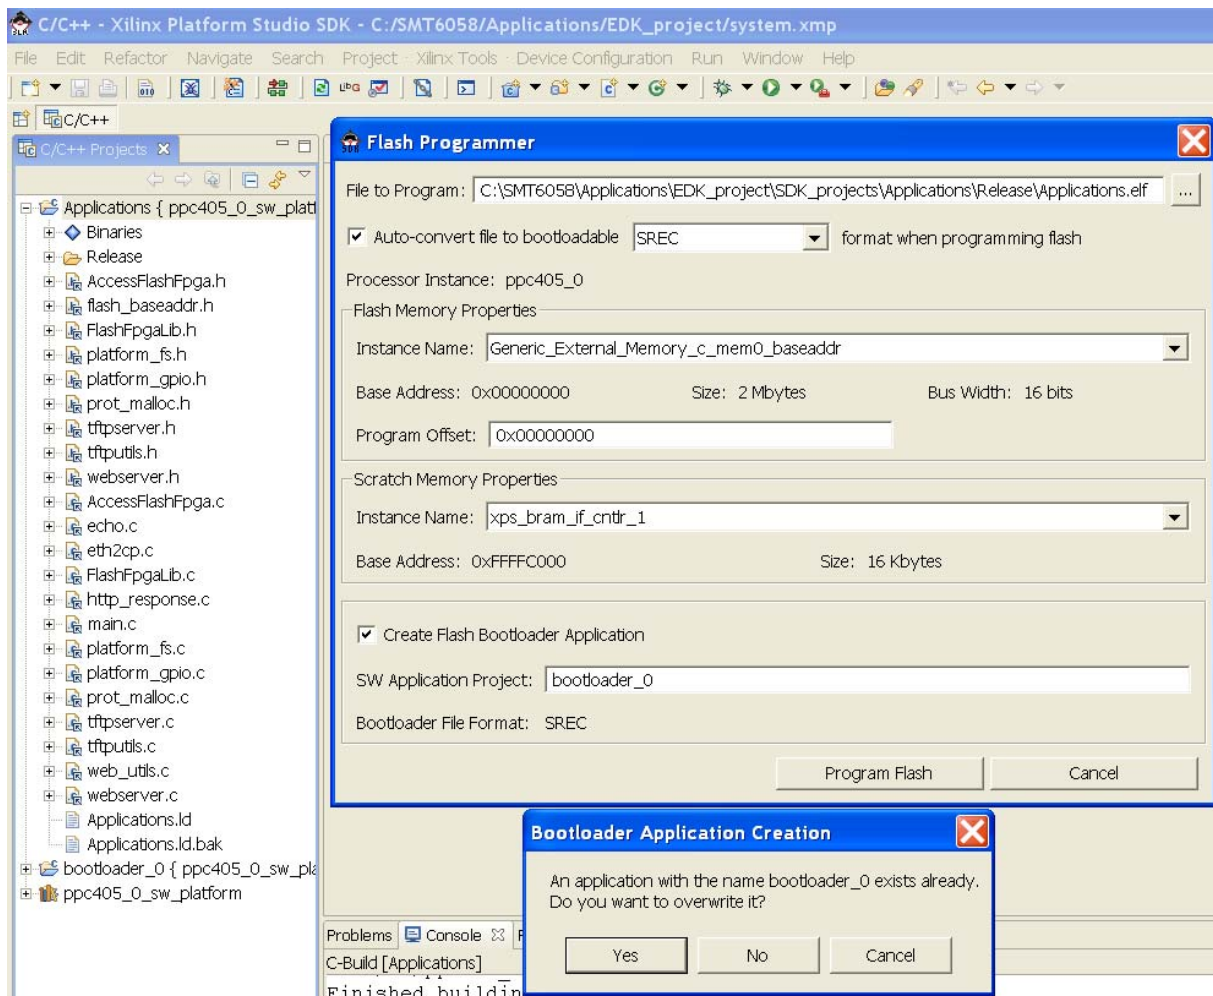 C/C++ - Xilinx Platform Studio SDK - C:/SMT6058/Applications/EDK_project/system.xmp
File Edit Refactor Navigate Search Project Xilinx Tools Device Configuration Run Window Help
C/C++
C/C++ Projects
Applications { ppc405_0_sw_platf
Binaries
Release
AccessFlashFpga.h
flash_baseaddr.h
FlashFpgaLib.h
platform_fs.h
platform_gpio.h
prot_malloc.h
tftpserver.h
tftputils.h
webserver.h
AccessFlashFpga.c
echo.c
eth2cp.c
FlashFpgaLib.c
http_response.c
main.c
platform_fs.c
platform_gpio.c
prot_malloc.c
tftpserver.c
tftputils.c
web_utils.c
webserver.c
Applications.ld
Applications.ld.bak
bootloader_0 { ppc405_0_sw_pla
ppc405_0_sw_platform
Flash Programmer
File to Program: C:\SMT6058\Applications\EDK_project\SDK_projects\Applications\Release\Applications.elf ...
Auto-convert file to bootloadable SREC format when programming flash
Processor Instance: ppc405_0
Flash Memory Properties
Instance Name: Generic_External_Memory_c_mem0_baseaddr
Base Address: 0x00000000 Size: 2 Mbytes Bus Width: 16 bits
Program Offset: 0x00000000
Scratch Memory Properties
Instance Name: xps_bram_if_cntlr_1
Base Address: 0xFFFFC000 Size: 16 Kbytes
Create Flash Bootloader Application
SW Application Project: bootloader_0
Bootloader File Format: SREC
Program Flash Cancel
Bootloader Application Creation
An application with the name bootloader_0 exists already.
Do you want to overwrite it?
Yes No Cancel
Problems Console
C-Build [Applications]
Finished buildin